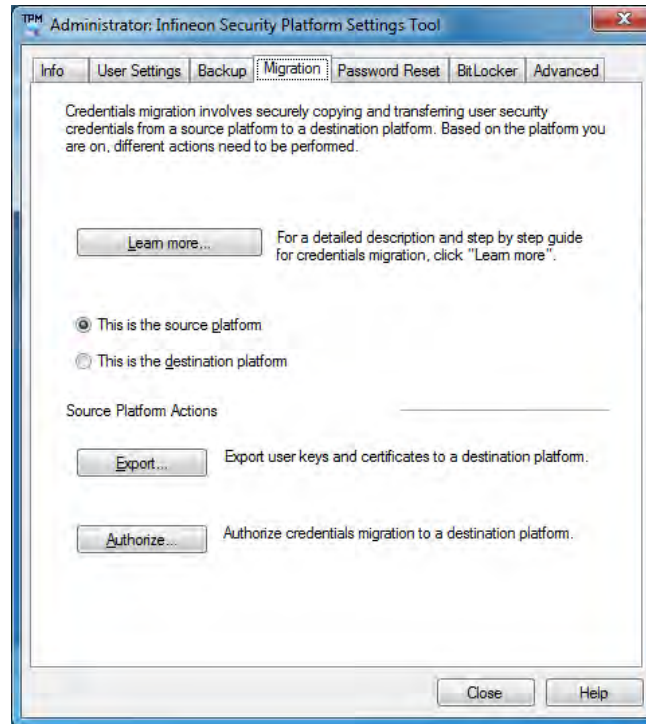 TPM Administrator: Infineon Security Platform Settings Tool
Info User Settings Backup Migration Password Reset BitLocker Advanced
Credentials migration involves securely copying and transferring user security
credentials from a source platform to a destination platform. Based on the platform you
are on, different actions need to be performed.
Learn more... For a detailed description and step by step guide
for credentials migration, click "Learn more".
This is the source platform
This is the destination platform
Source Platform Actions
Export... Export user keys and certificates to a destination platform.
Authorize... Authorize credentials migration to a destination platform.
Close Help